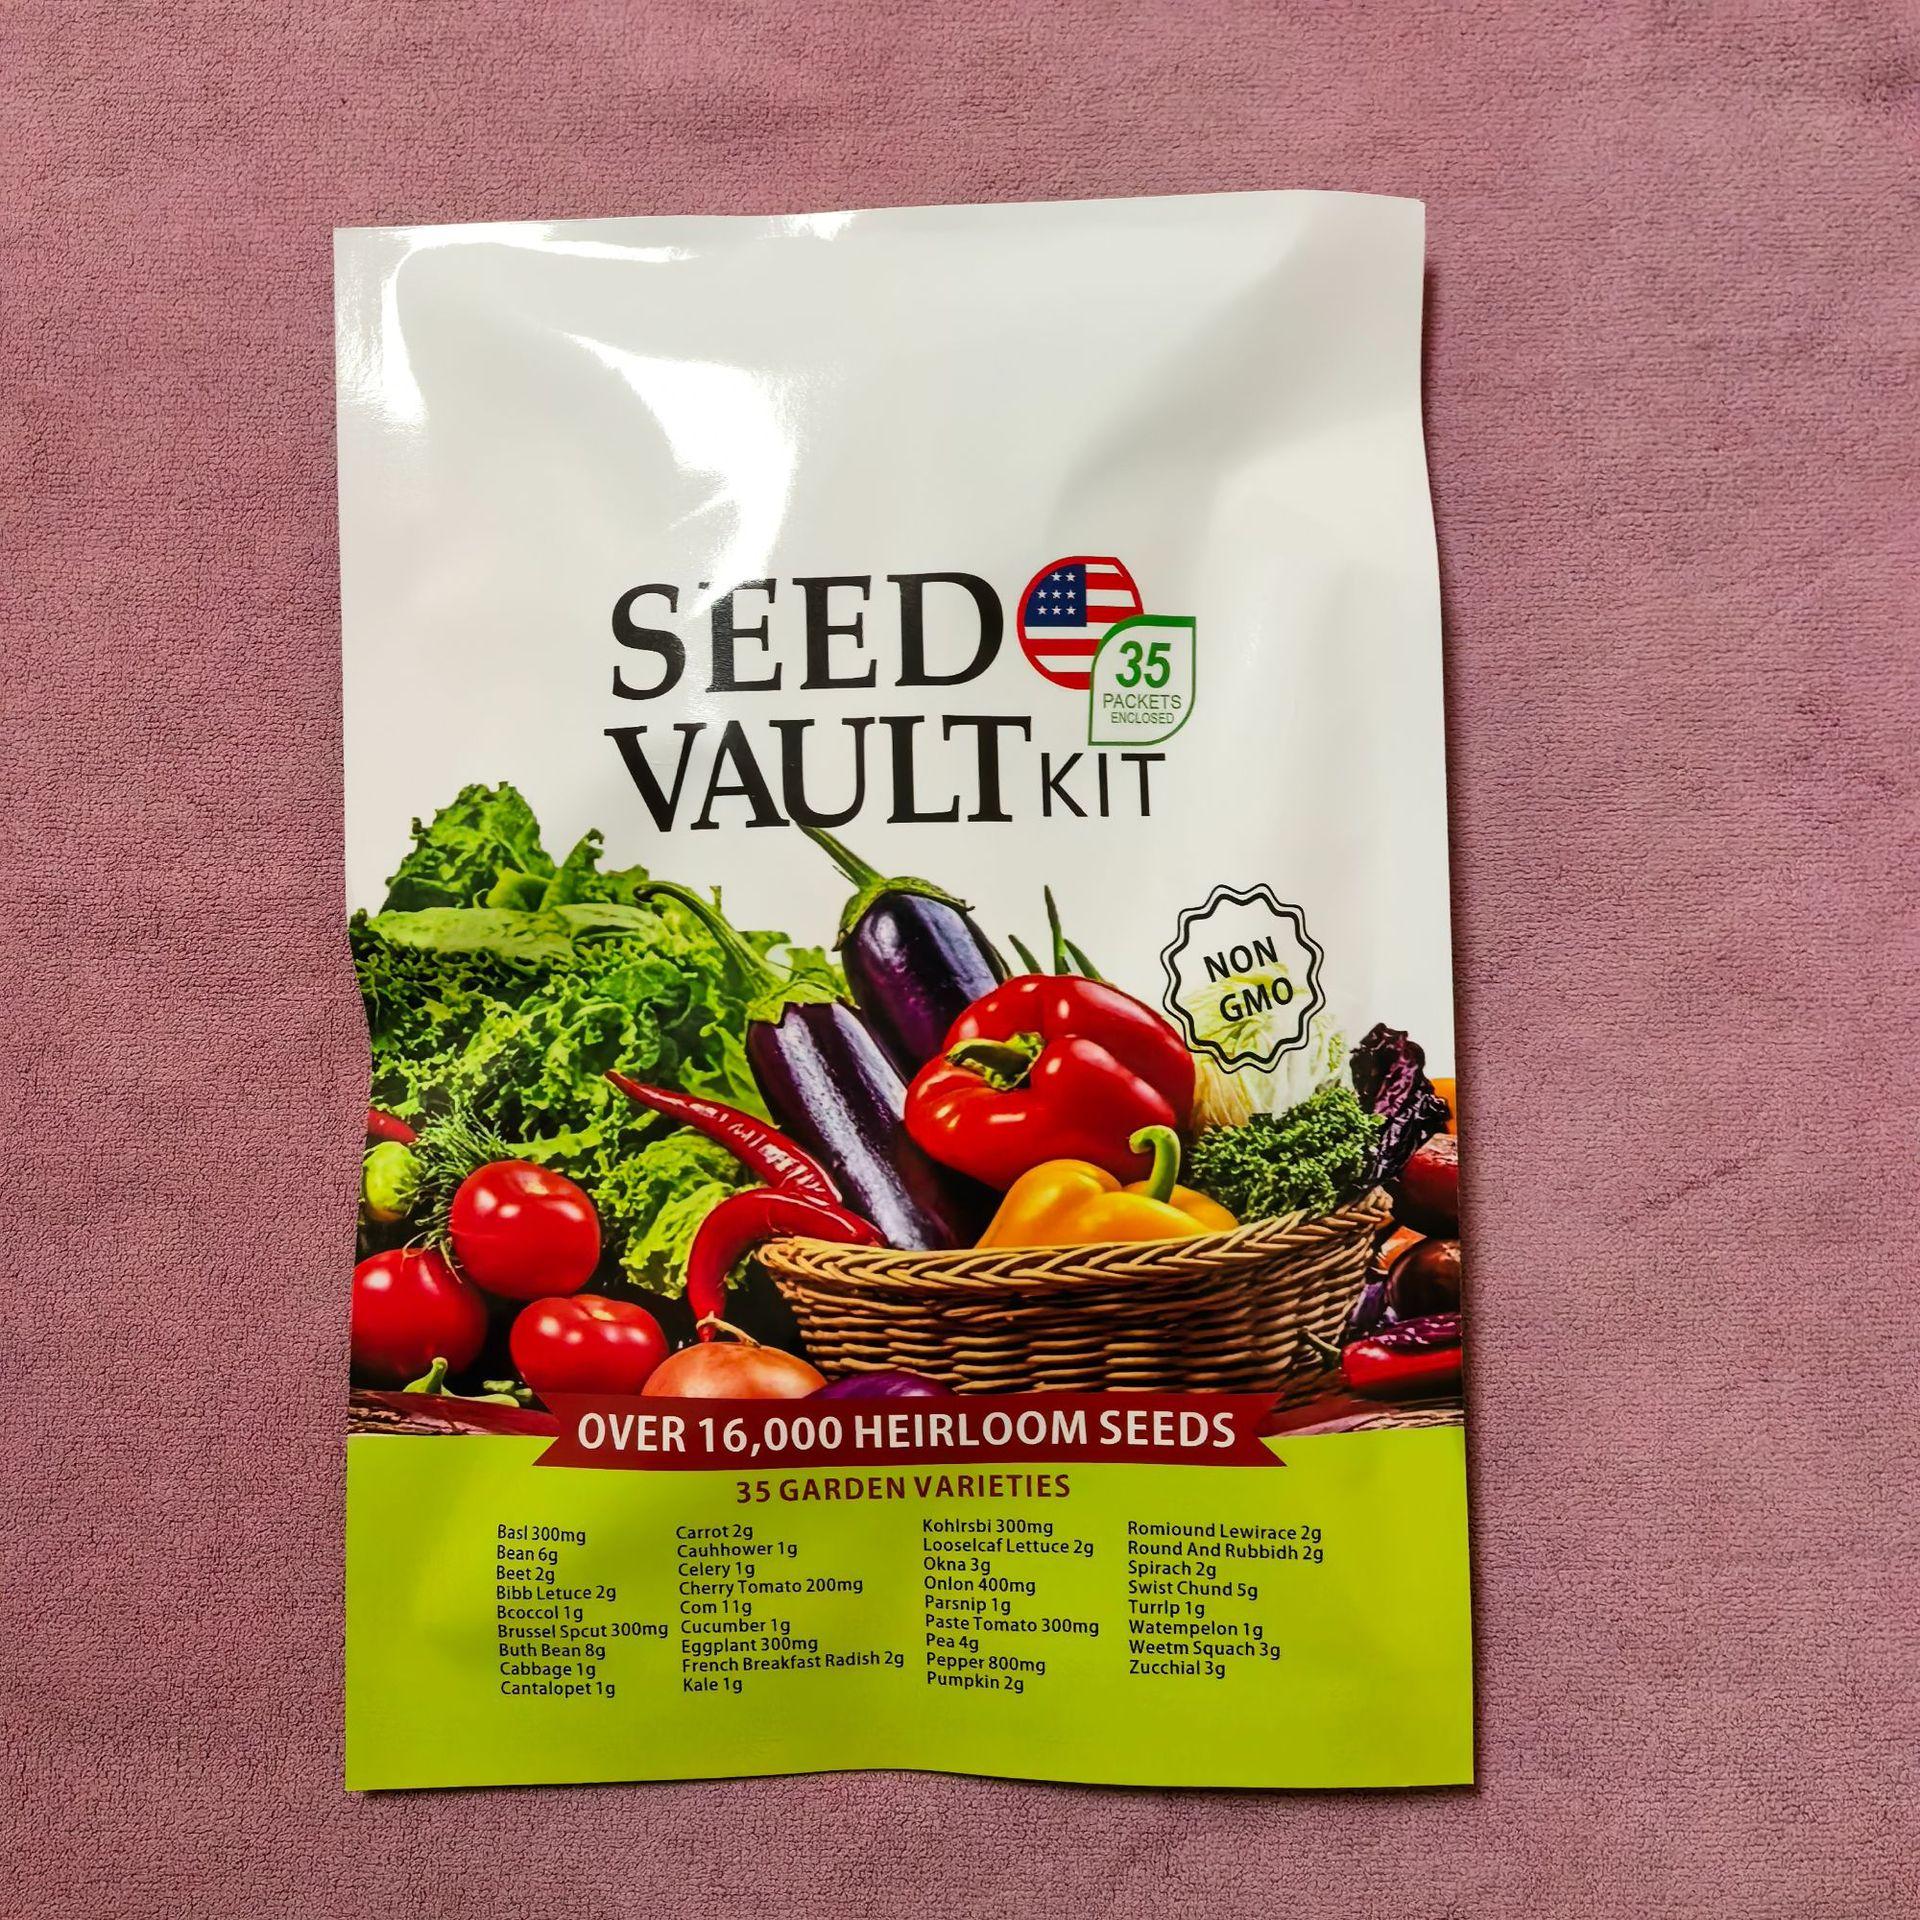 SEED
35
PACKETS
ENCLOSED
VAULT KIT
NON
GMO
OVER 16,000 HEIRLOOM SEEDS
35 GARDEN VARIETIES
Basl 300mg
Bean 6g
Beet 2g
Bibb Letuce 2g
Bcoccol 1g
Brussel Spcut 300mg
Buth Bean 8g
Cabbage 1g
Cantalopet 1g
Carrot 2g
Cauhhower 1g
Celery 1g
Cherry Tomato 200mg
Com 11g
Cucumber 1g
Eggplant 300mg
French Breakfast Radish 2g
Kale 1g
Kohlrsbi 300mg
Looselcaf Lettuce 2g
Okna 3g
Onlon 400mg
Parsnip 1g
Paste Tomato 300mg
Pea 4g
Pepper 800mg
Pumpkin 2g
Romiound Lewirace 2g
Round And Rubbidh 2g
Spirach 2g
Swist Chund 5g
Turrlp 1g
Watempelon 1g
Weetm Squach 3g
Zucchial 3g